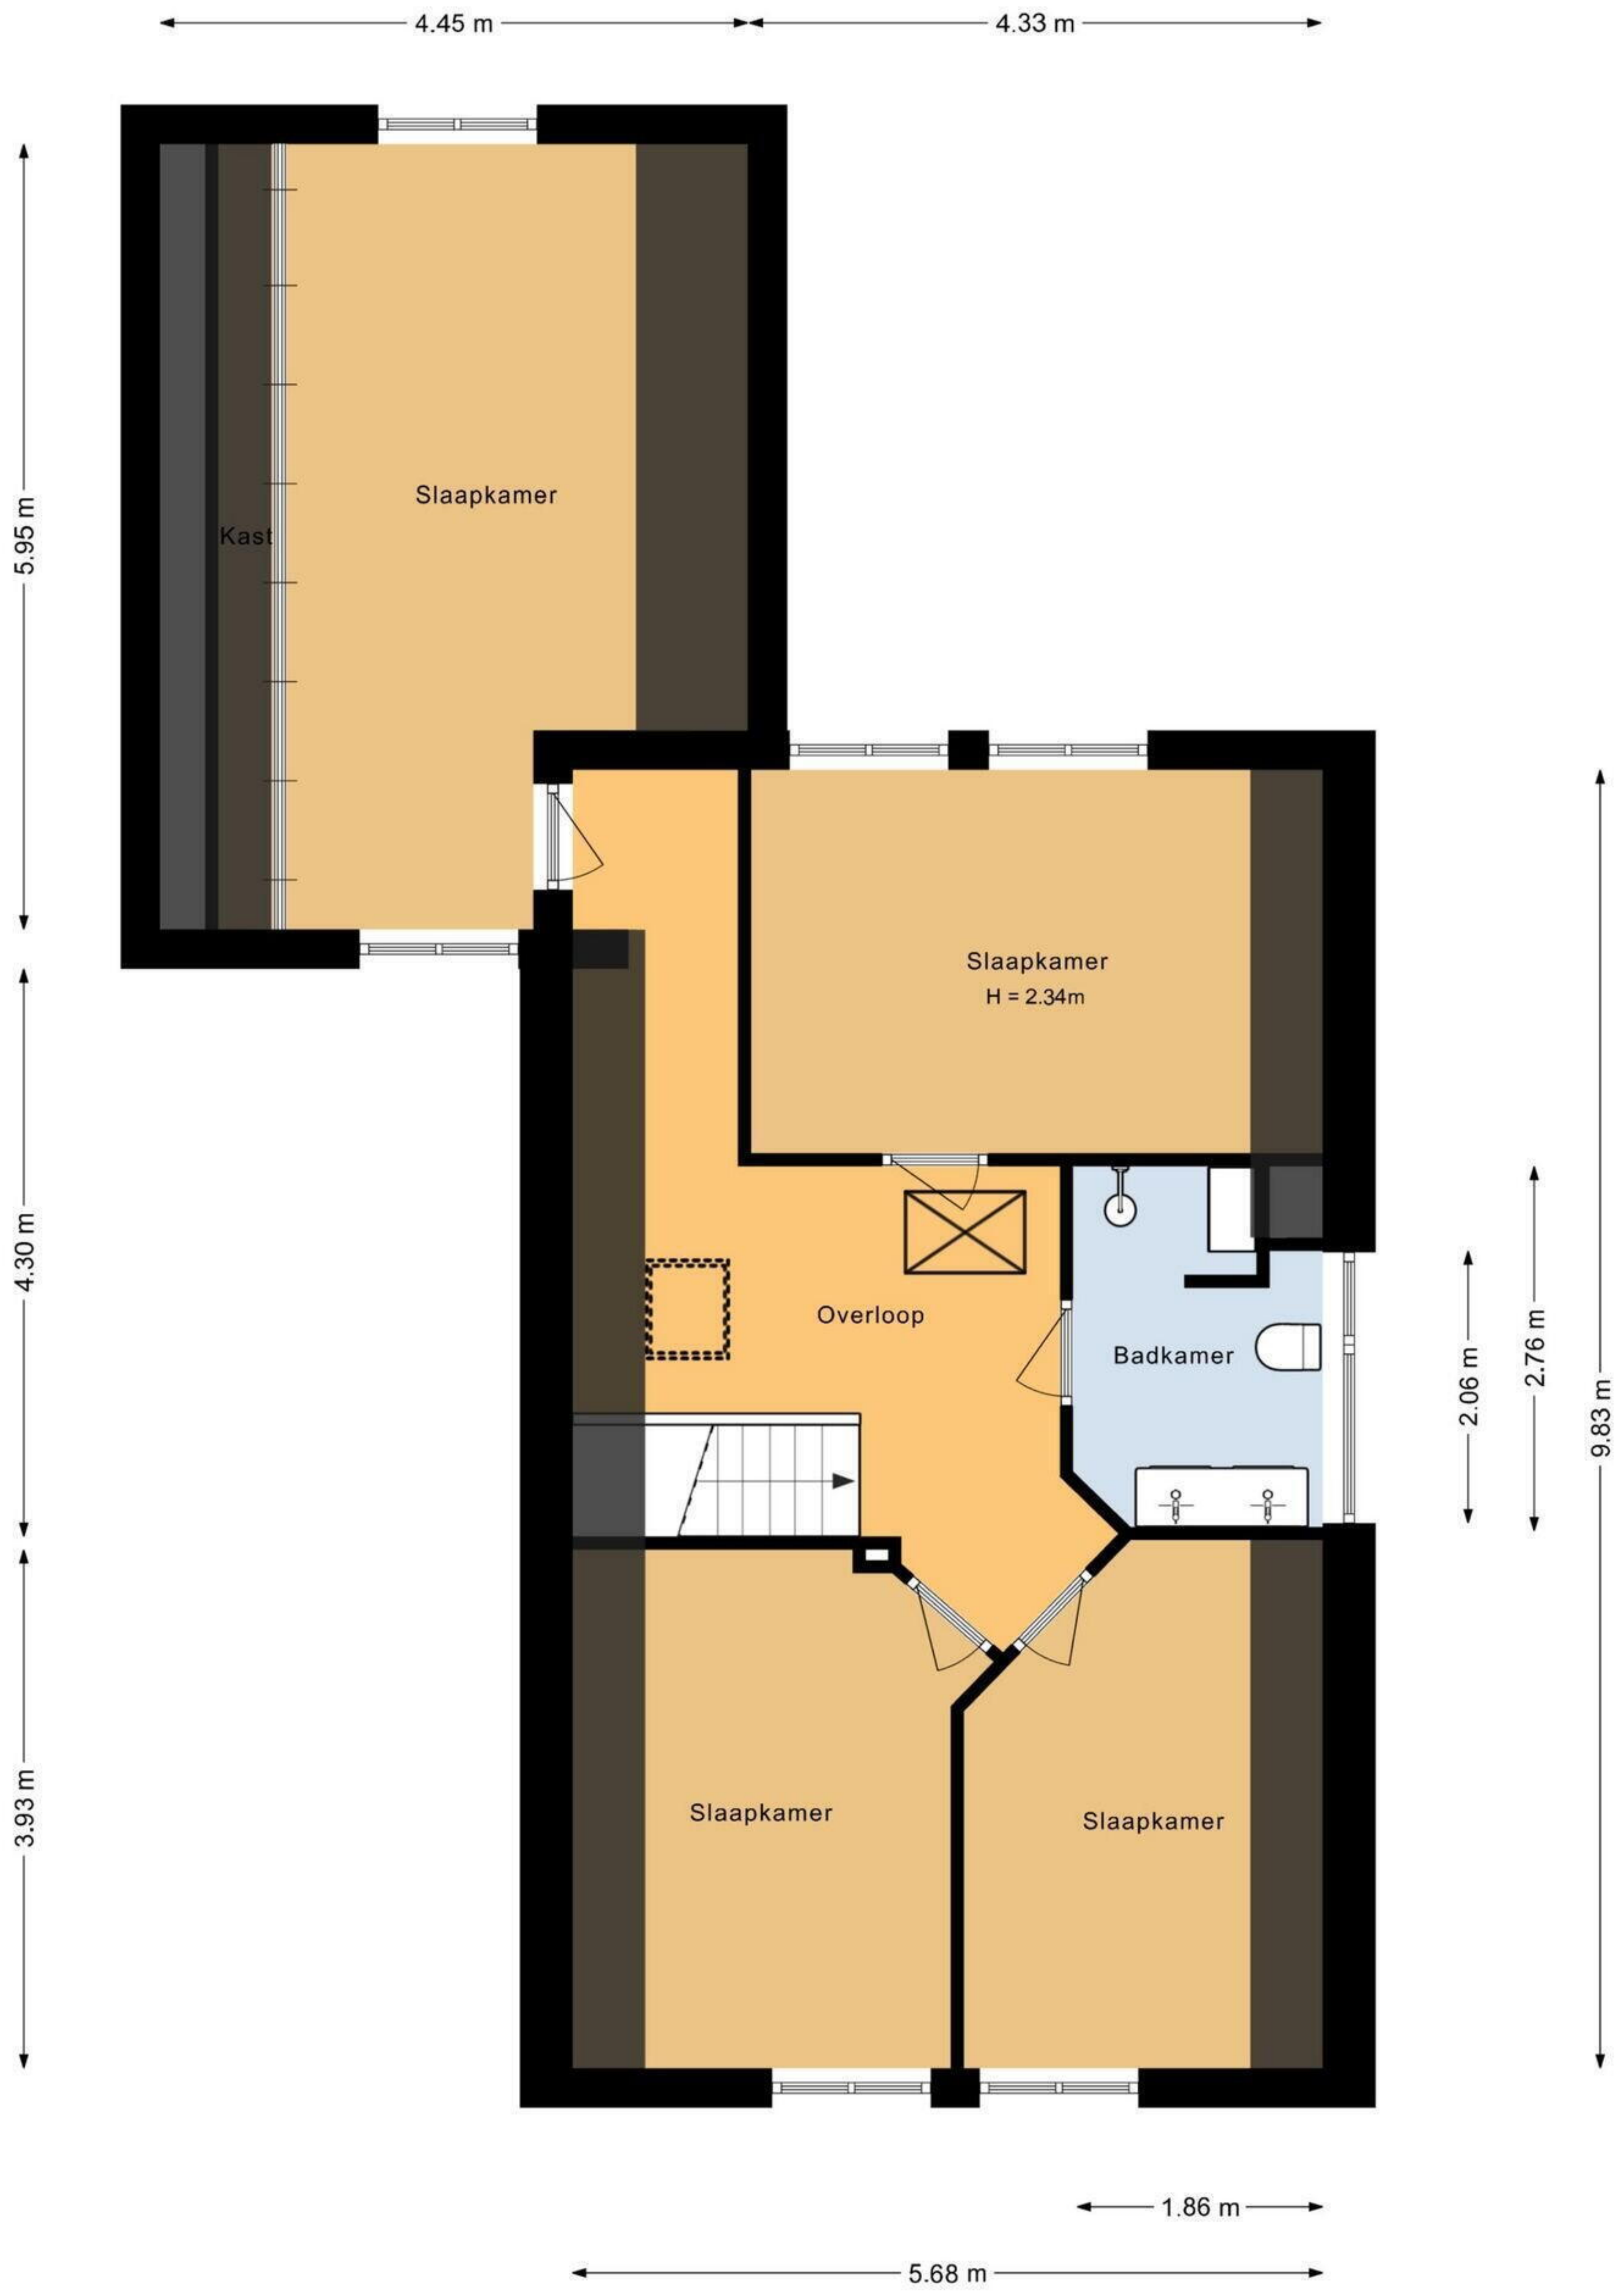 4.45 m
4.33 m
Slaapkamer
Kast
5.95 m
Slaapkamer
H = 2.34m
4.30 m
Overloop
Badkamer
2.06 m
2.76 m
9.83 m
3.93 m
Slaapkamer
Slaapkamer
1.86 m
5.68 m